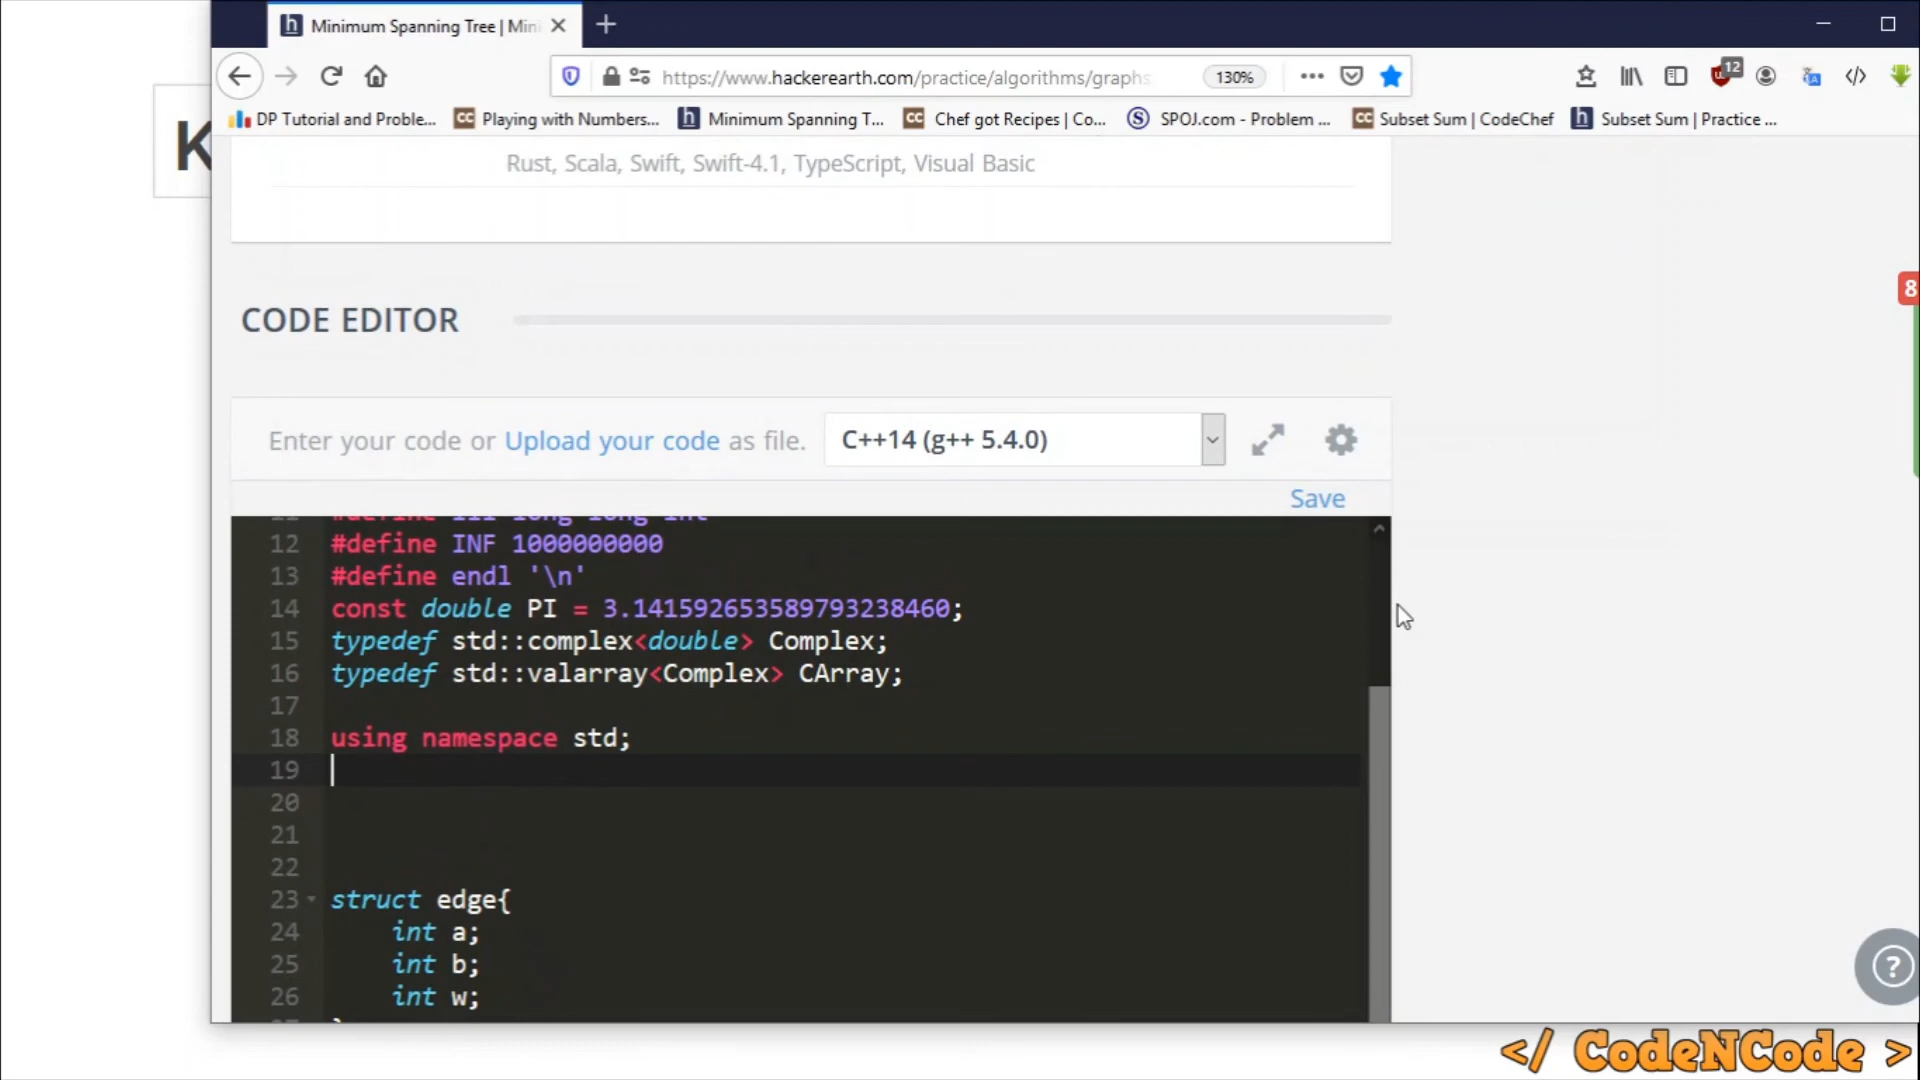 Minimum Spanning Tree | Min
https://www.hackerearth.com/practice/algorithms/graphs
130%
12
DP Tutorial and Proble...
CC Playing with Numbers...
h Minimum Spanning T...
CC Chef got Recipes | Co...
S SPOJ.com - Problem ...
CC Subset Sum | CodeChef
h Subset Sum | Practice ...
K
Rust, Scala, Swift, Swift-4.1, TypeScript, Visual Basic
8
CODE EDITOR
Enter your code or Upload your code as file.
C++14 (g++ 5.4.0)
Save
12 #define INF 1000000000
13 #define endl '\n'
14 const double PI = 3.141592653589793238460;
15 typedef std::complex<double> Complex;
16 typedef std::valarray<Complex> CArray;
17
18 using namespace std;
19
20
21
22
23 struct edge{
24 int a;
25 int b;
26 int w;
?
</ CodeNCode >